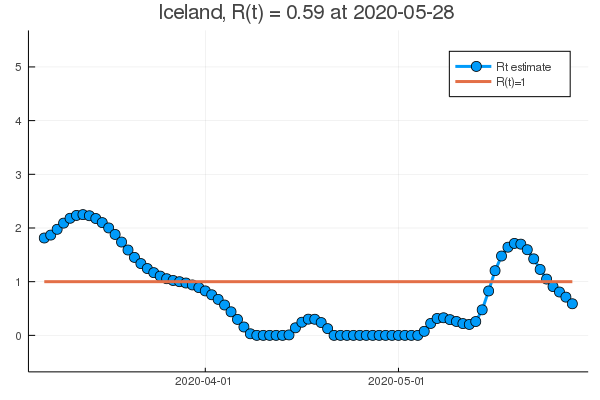 Iceland, R(t) = 0.59 at 2020-05-28
Rt estimate
R(t)=1
5
4
3
2
1
0
2020-04-01
2020-05-01